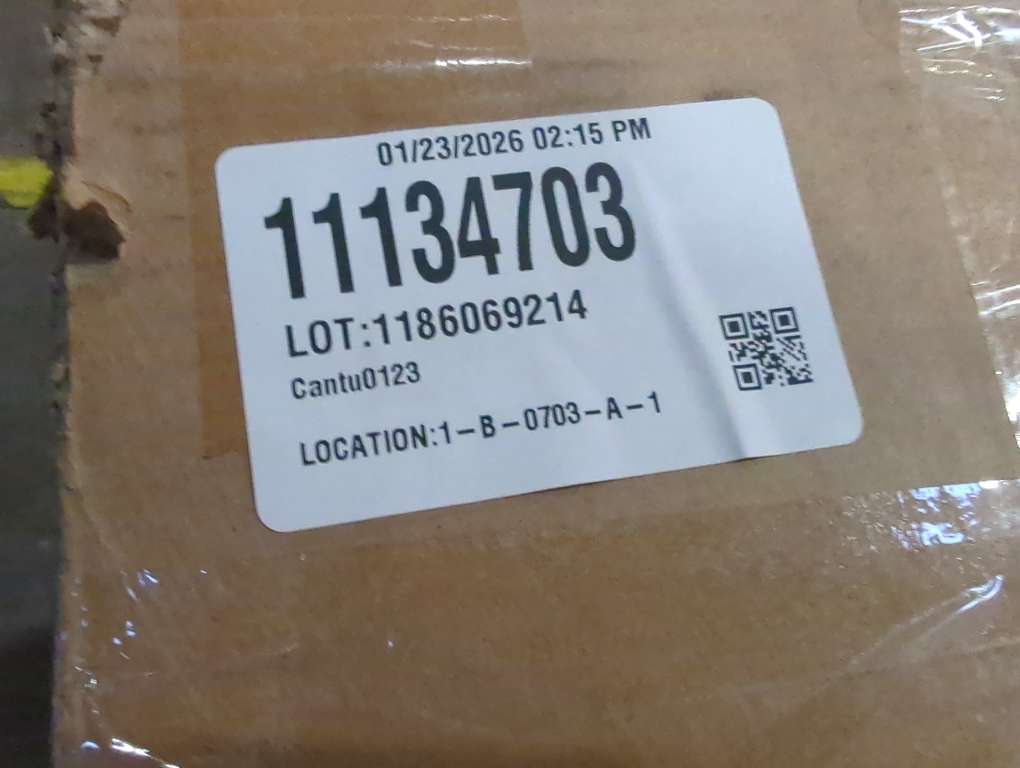 01/23/2026 02:15 PM
11134703
LOT:1186069214
Cantu0123
LOCATION:1-B-0703-A-1